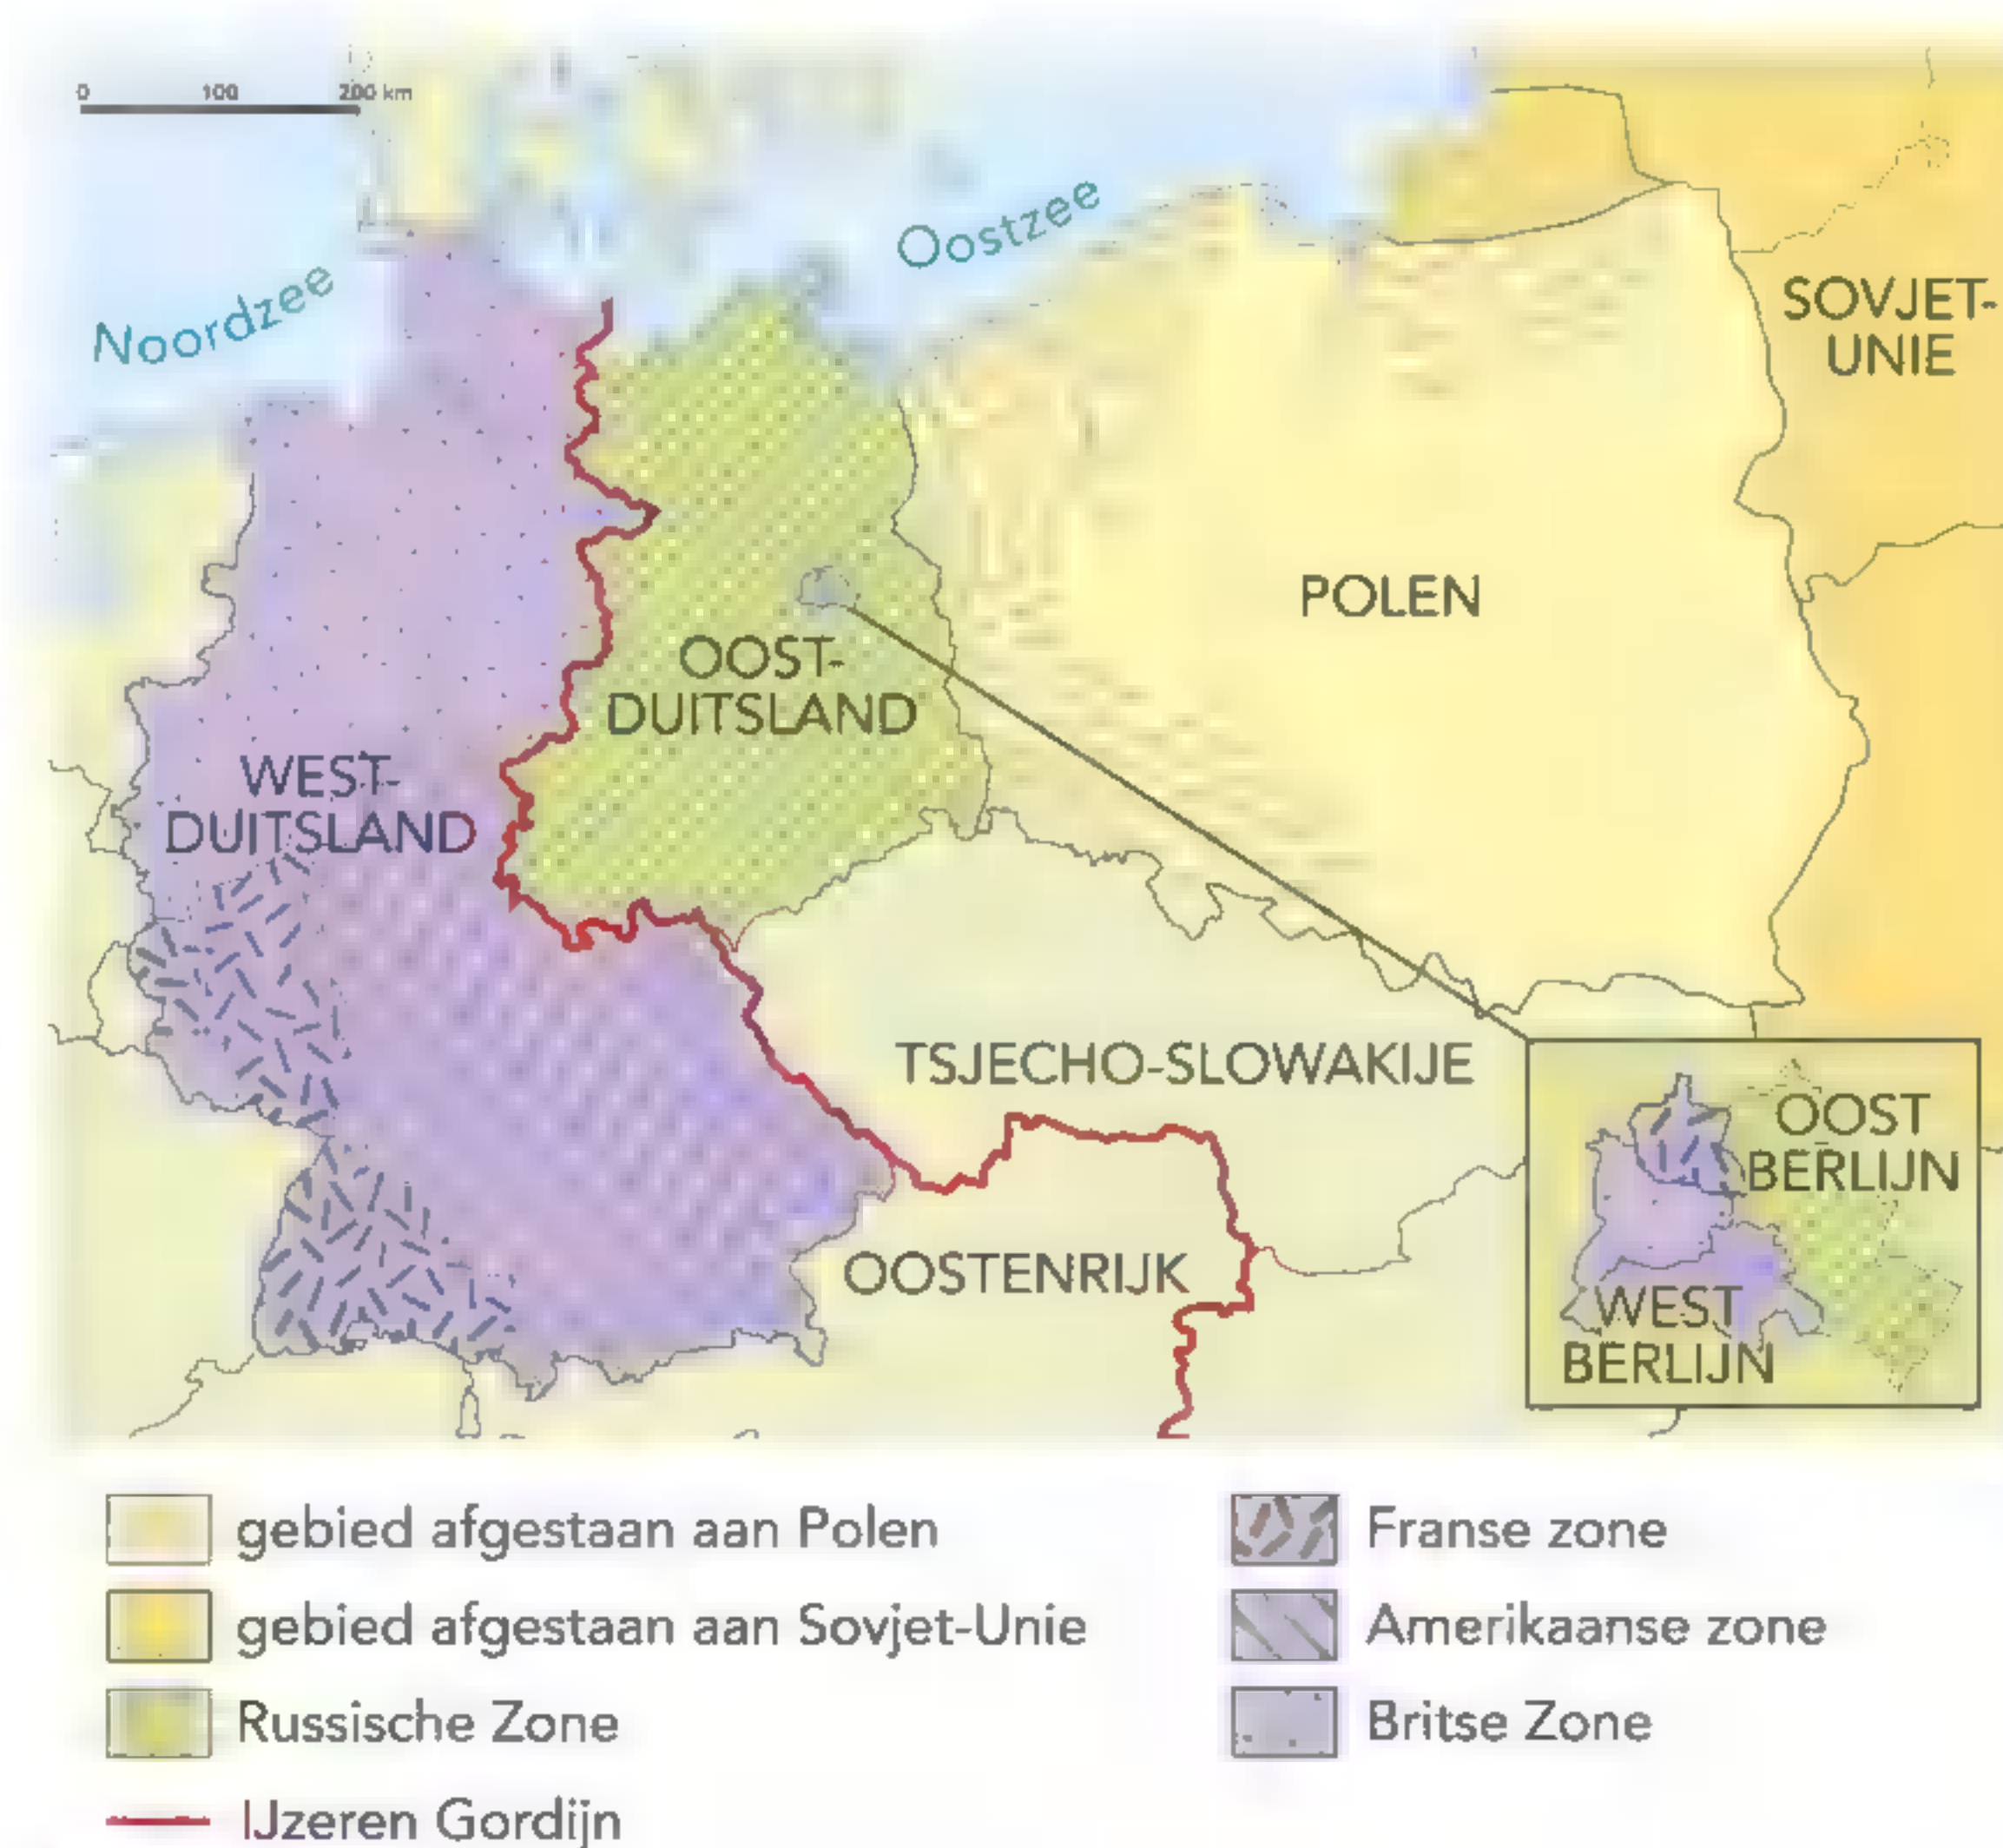 0 100 200 km
Noordzee
Oostzee
SOVJET-
UNIE
POLEN
OOST-
DUITSLAND
WEST-
DUITSLAND
TSJECHO-SLOWAKIJE
OOSTENRIJK
OOST
BERLIJN
WEST
BERLIJN
gebied afgestaan aan Polen
gebied afgestaan aan Sovjet-Unie
Russische Zone
IJzeren Gordijn
Franse zone
Amerikaanse zone
Britse Zone